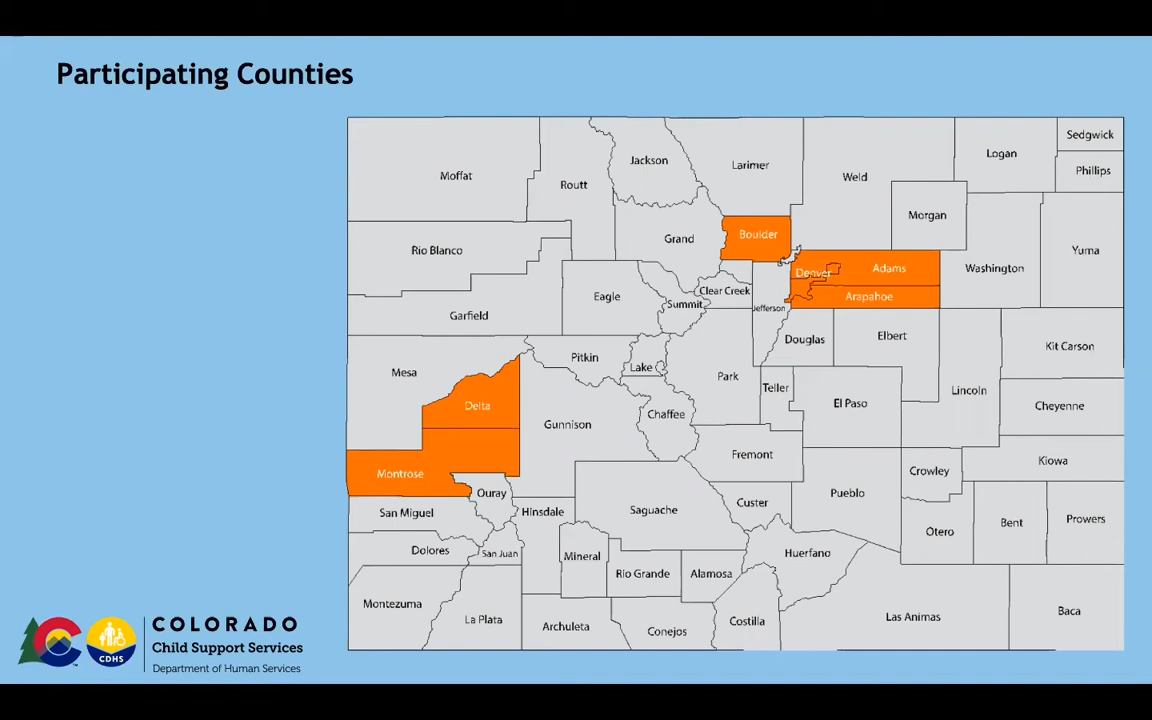 Participating Counties
Sedgwick
Logan
Jackson
Larimer
Phillips
Moffat
Weld
Routt
Morgan
Boulder
Grand
Rio Blanco
Yuma
Denver
Adams
Washington
Clear Creek
Eagle
Arapahoe
Summit
Jefferson
Garfield
Douglas
Elbert
Kit Carson
Pitkin
Lake
Mesa
Park
Teller
Lincoln
El Paso
Delta
Cheyenne
Chaffee
Gunnison
Fremont
Kiowa
Montrose
Crowley
Ouray
Pueblo
Custer
San Miguel
Hinsdale
Saguache
Prowers
Bent
Otero
Dolores
San Juan
Mineral
Huerfano
Rio Grande
Alamosa
Montezuma
La Plata
Archuleta
Conejos
Costilla
Las Animas
Baca
COLORADO
Child Support Services
CDHS
Department of Human Services
TM